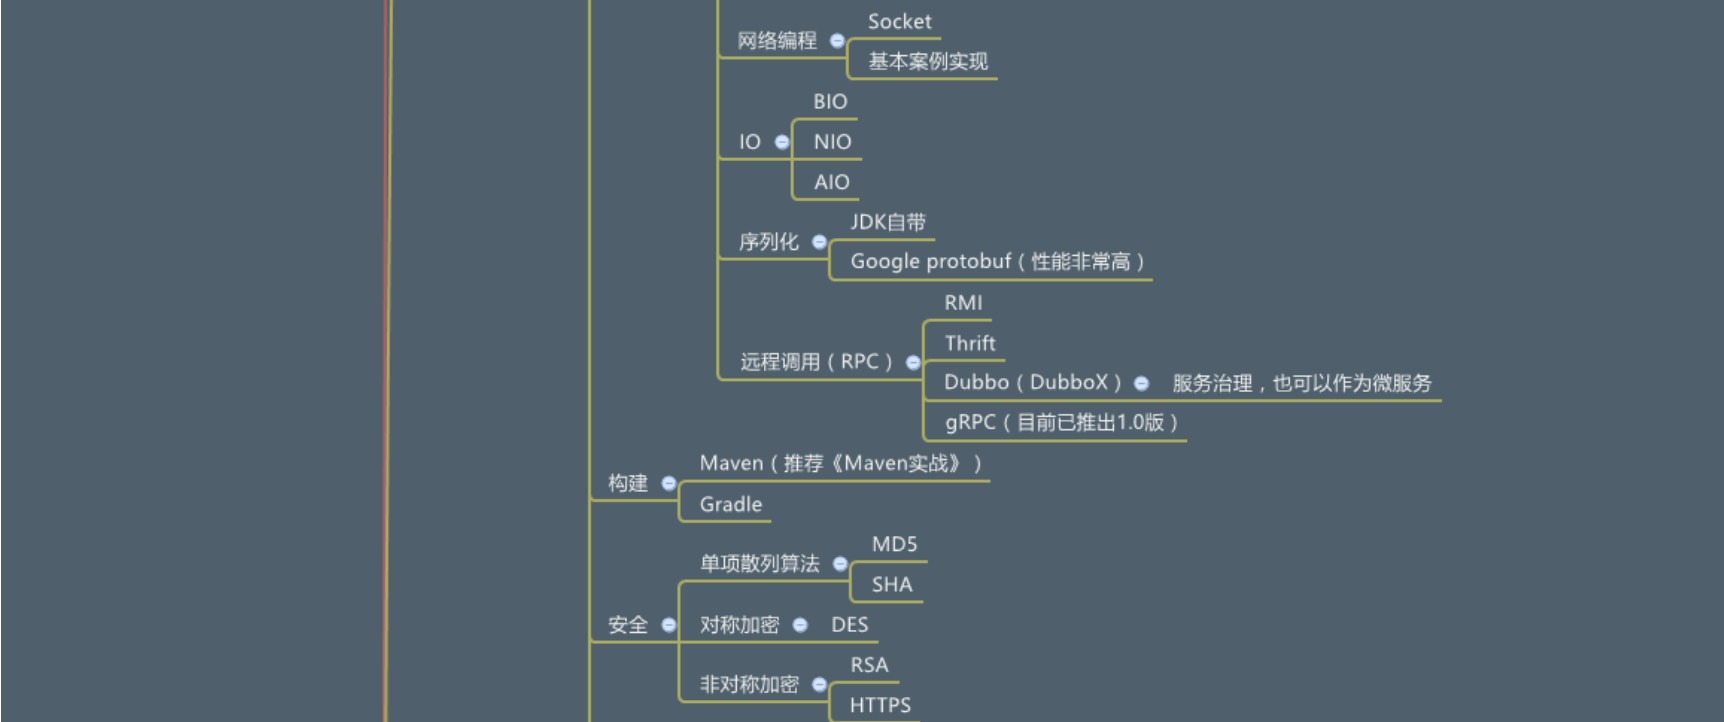 Socket
网络编程
基本案例实现
BIO
IO
NIO
AIO
JDK自带
序列化
Google protobuf（性能非常高）
RMI
Thrift
远程调用（RPC）
Dubbo（DubboX） 服务治理，也可以作为微服务
gRPC（目前已推出1.0版）
Maven（推荐《Maven实战》）
构建
Gradle
MD5
单项散列算法
SHA
安全
对称加密 DES
RSA
非对称加密
HTTPS